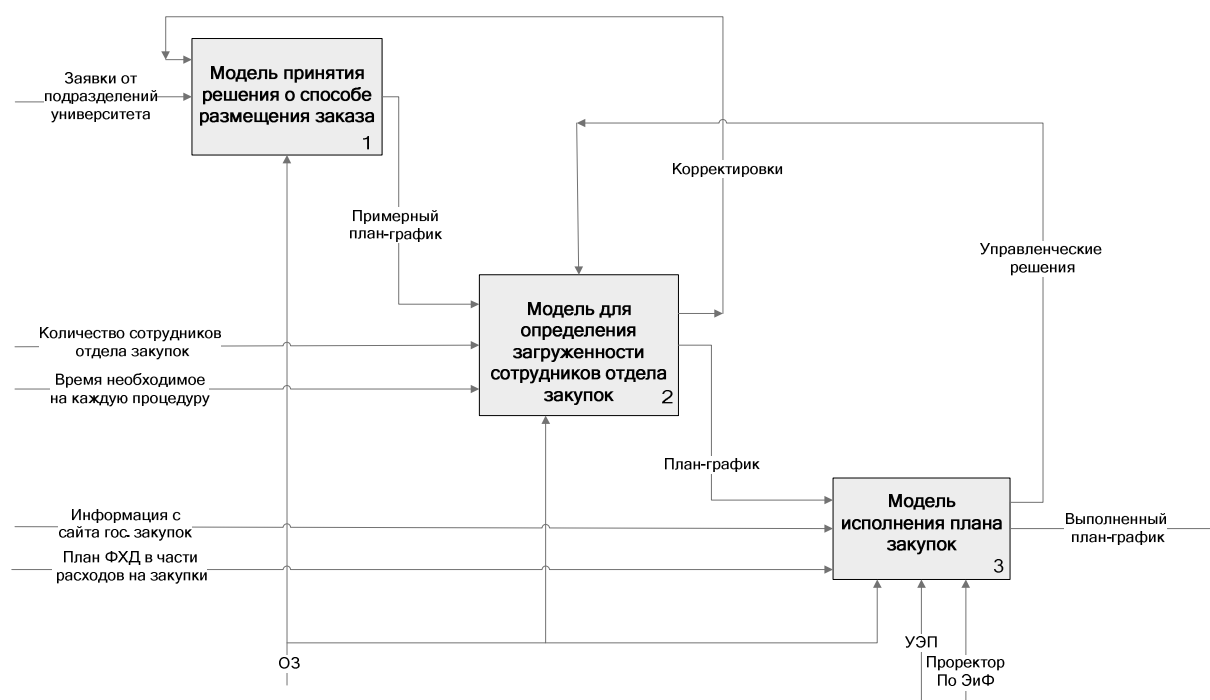 Заявки от
подразделений
университета
Модель принятия
решения о способе
размещения заказа
1
Корректировки
Примерный
план-график
Управленческие
решения
Количество сотрудников
отдела закупок
Время необходимое
на каждую процедуру
Модель для
определения
загруженности
сотрудников отдела
закупок
2
План-график
Информация с
сайта гос. закупок
План ФХД в части
расходов на закупки
Модель
исполнения плана
закупок
3
Выполненный
план-график
ОЗ
УЭП
Проректор
По ЭиФ